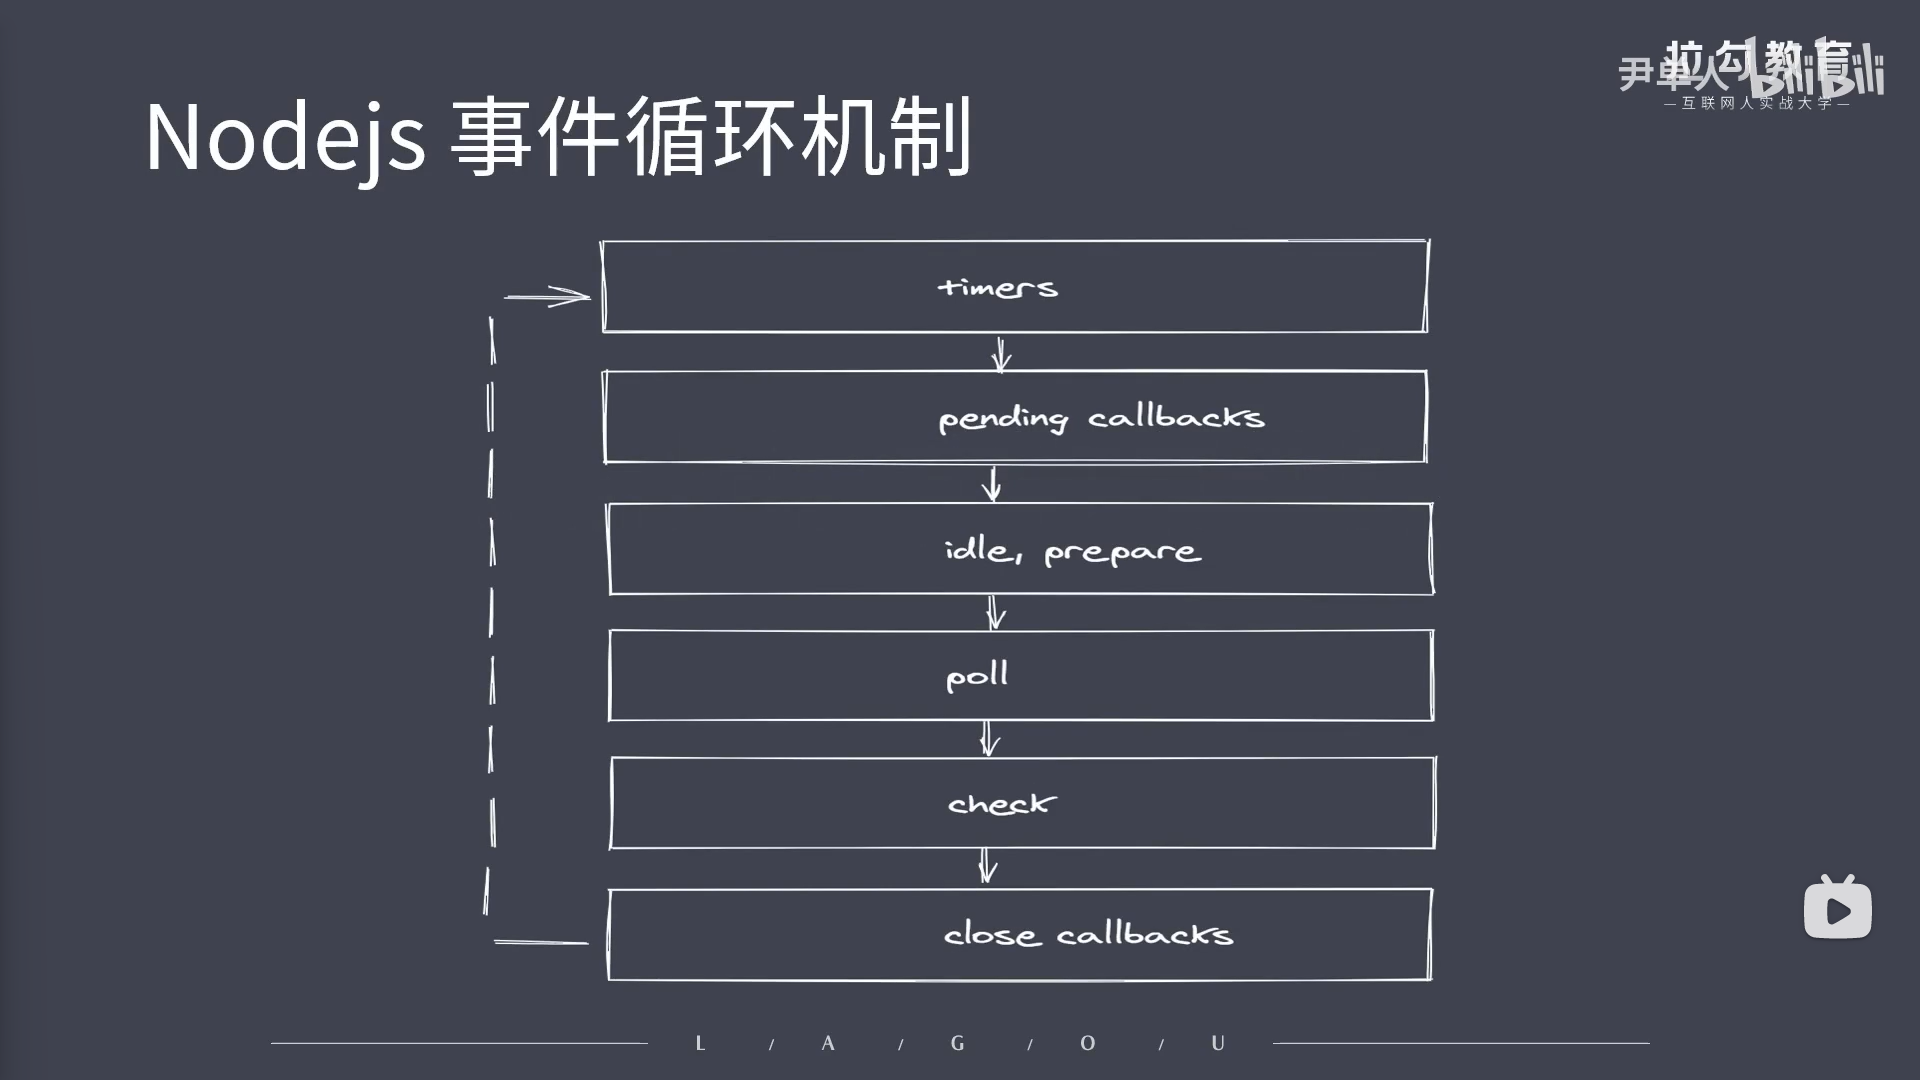 拉勾教育
尹单人
bilibili
—互联网人实战大学—
Nodejs 事件循环机制
timers
pending callbacks
idle, prepare
poll
check
close callbacks
L / A / G / O / U